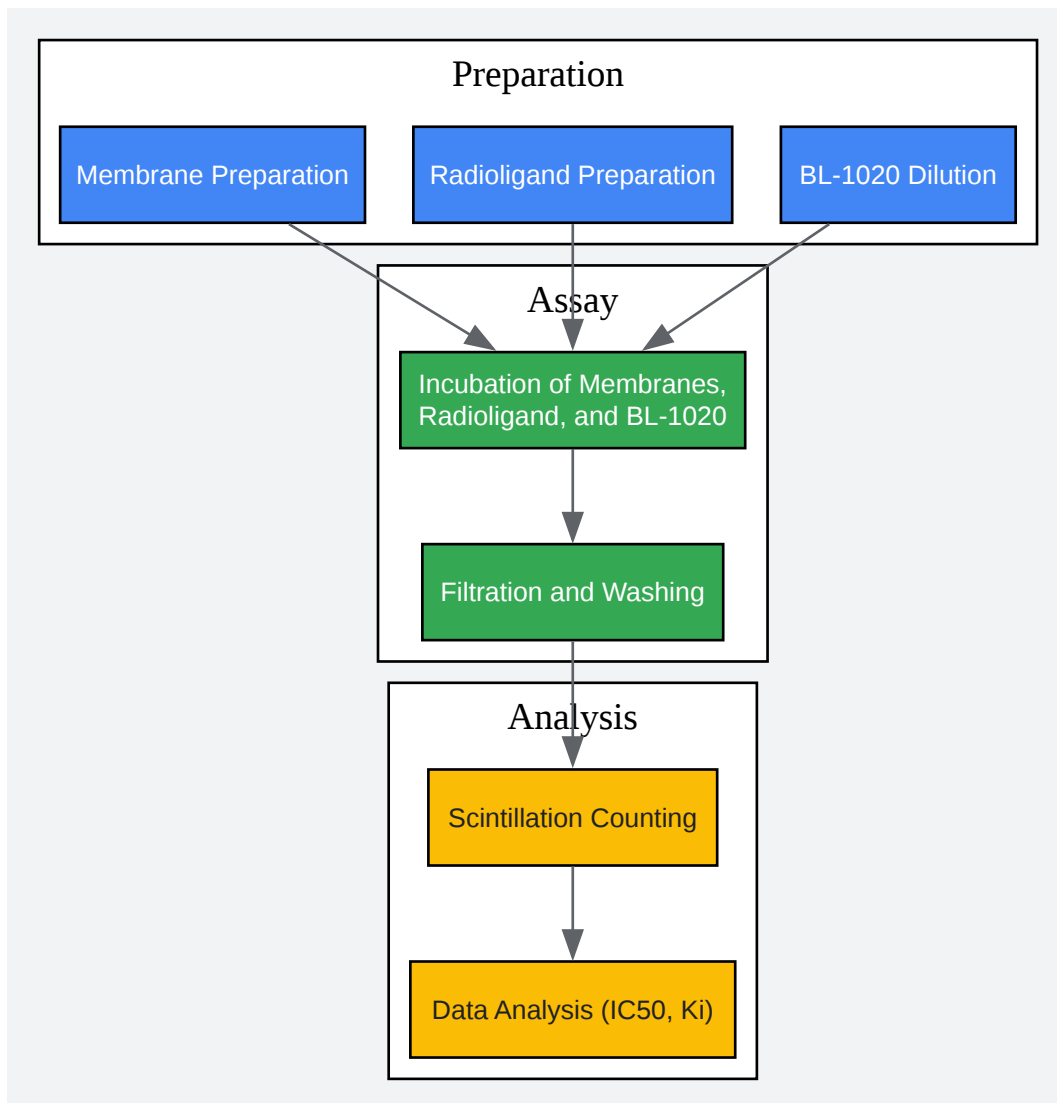 Preparation
Membrane Preparation
Radioligand Preparation
BL-1020 Dilution
Assay
Incubation of Membranes,
Radioligand, and BL-1020
Filtration and Washing
Analysis
Scintillation Counting
Data Analysis (IC50, Ki)